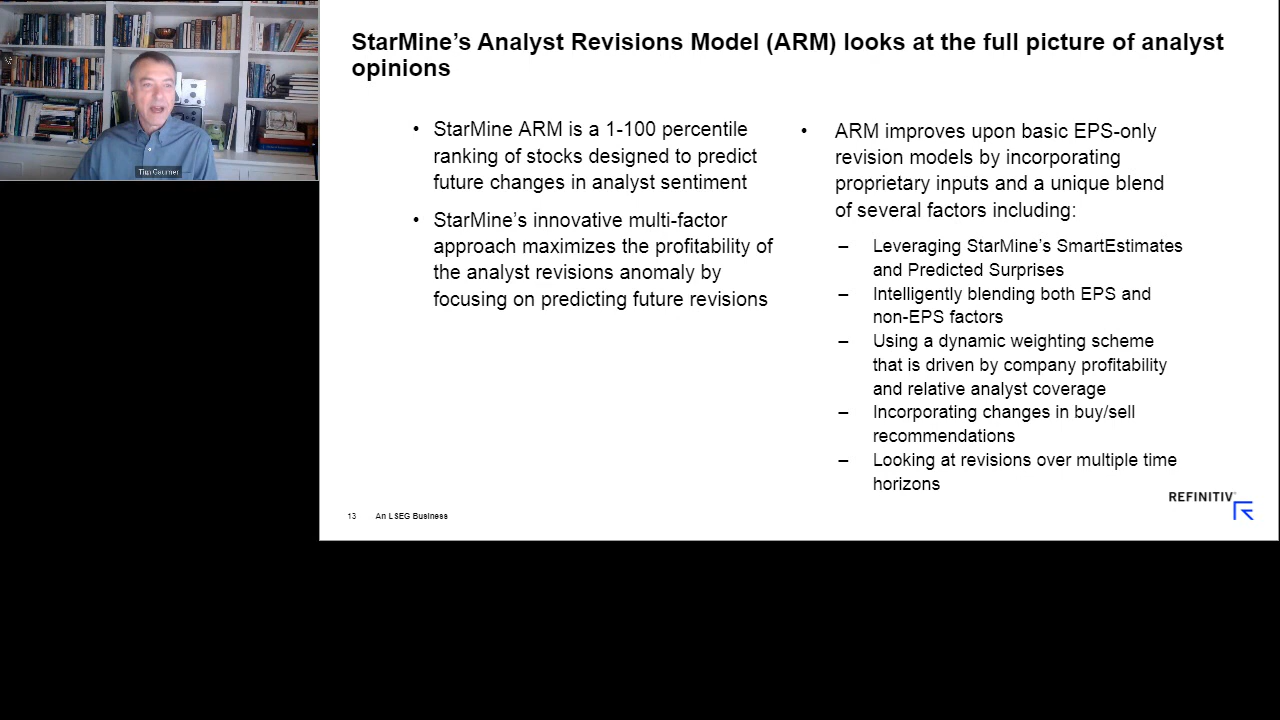 StarMine’s Analyst Revisions Model (ARM) looks at the full picture of analyst
opinions
• StarMine ARM is a 1-100 percentile
ranking of stocks designed to predict
future changes in analyst sentiment
• StarMine’s innovative multi-factor
approach maximizes the profitability of
the analyst revisions anomaly by
focusing on predicting future revisions
• ARM improves upon basic EPS-only
revision models by incorporating
proprietary inputs and a unique blend
of several factors including:
– Leveraging StarMine’s SmartEstimates
and Predicted Surprises
– Intelligently blending both EPS and
non-EPS factors
– Using a dynamic weighting scheme
that is driven by company profitability
and relative analyst coverage
– Incorporating changes in buy/sell
recommendations
– Looking at revisions over multiple time
horizons
Tim Gaumer
REFINITIV
13 An LSEG Business